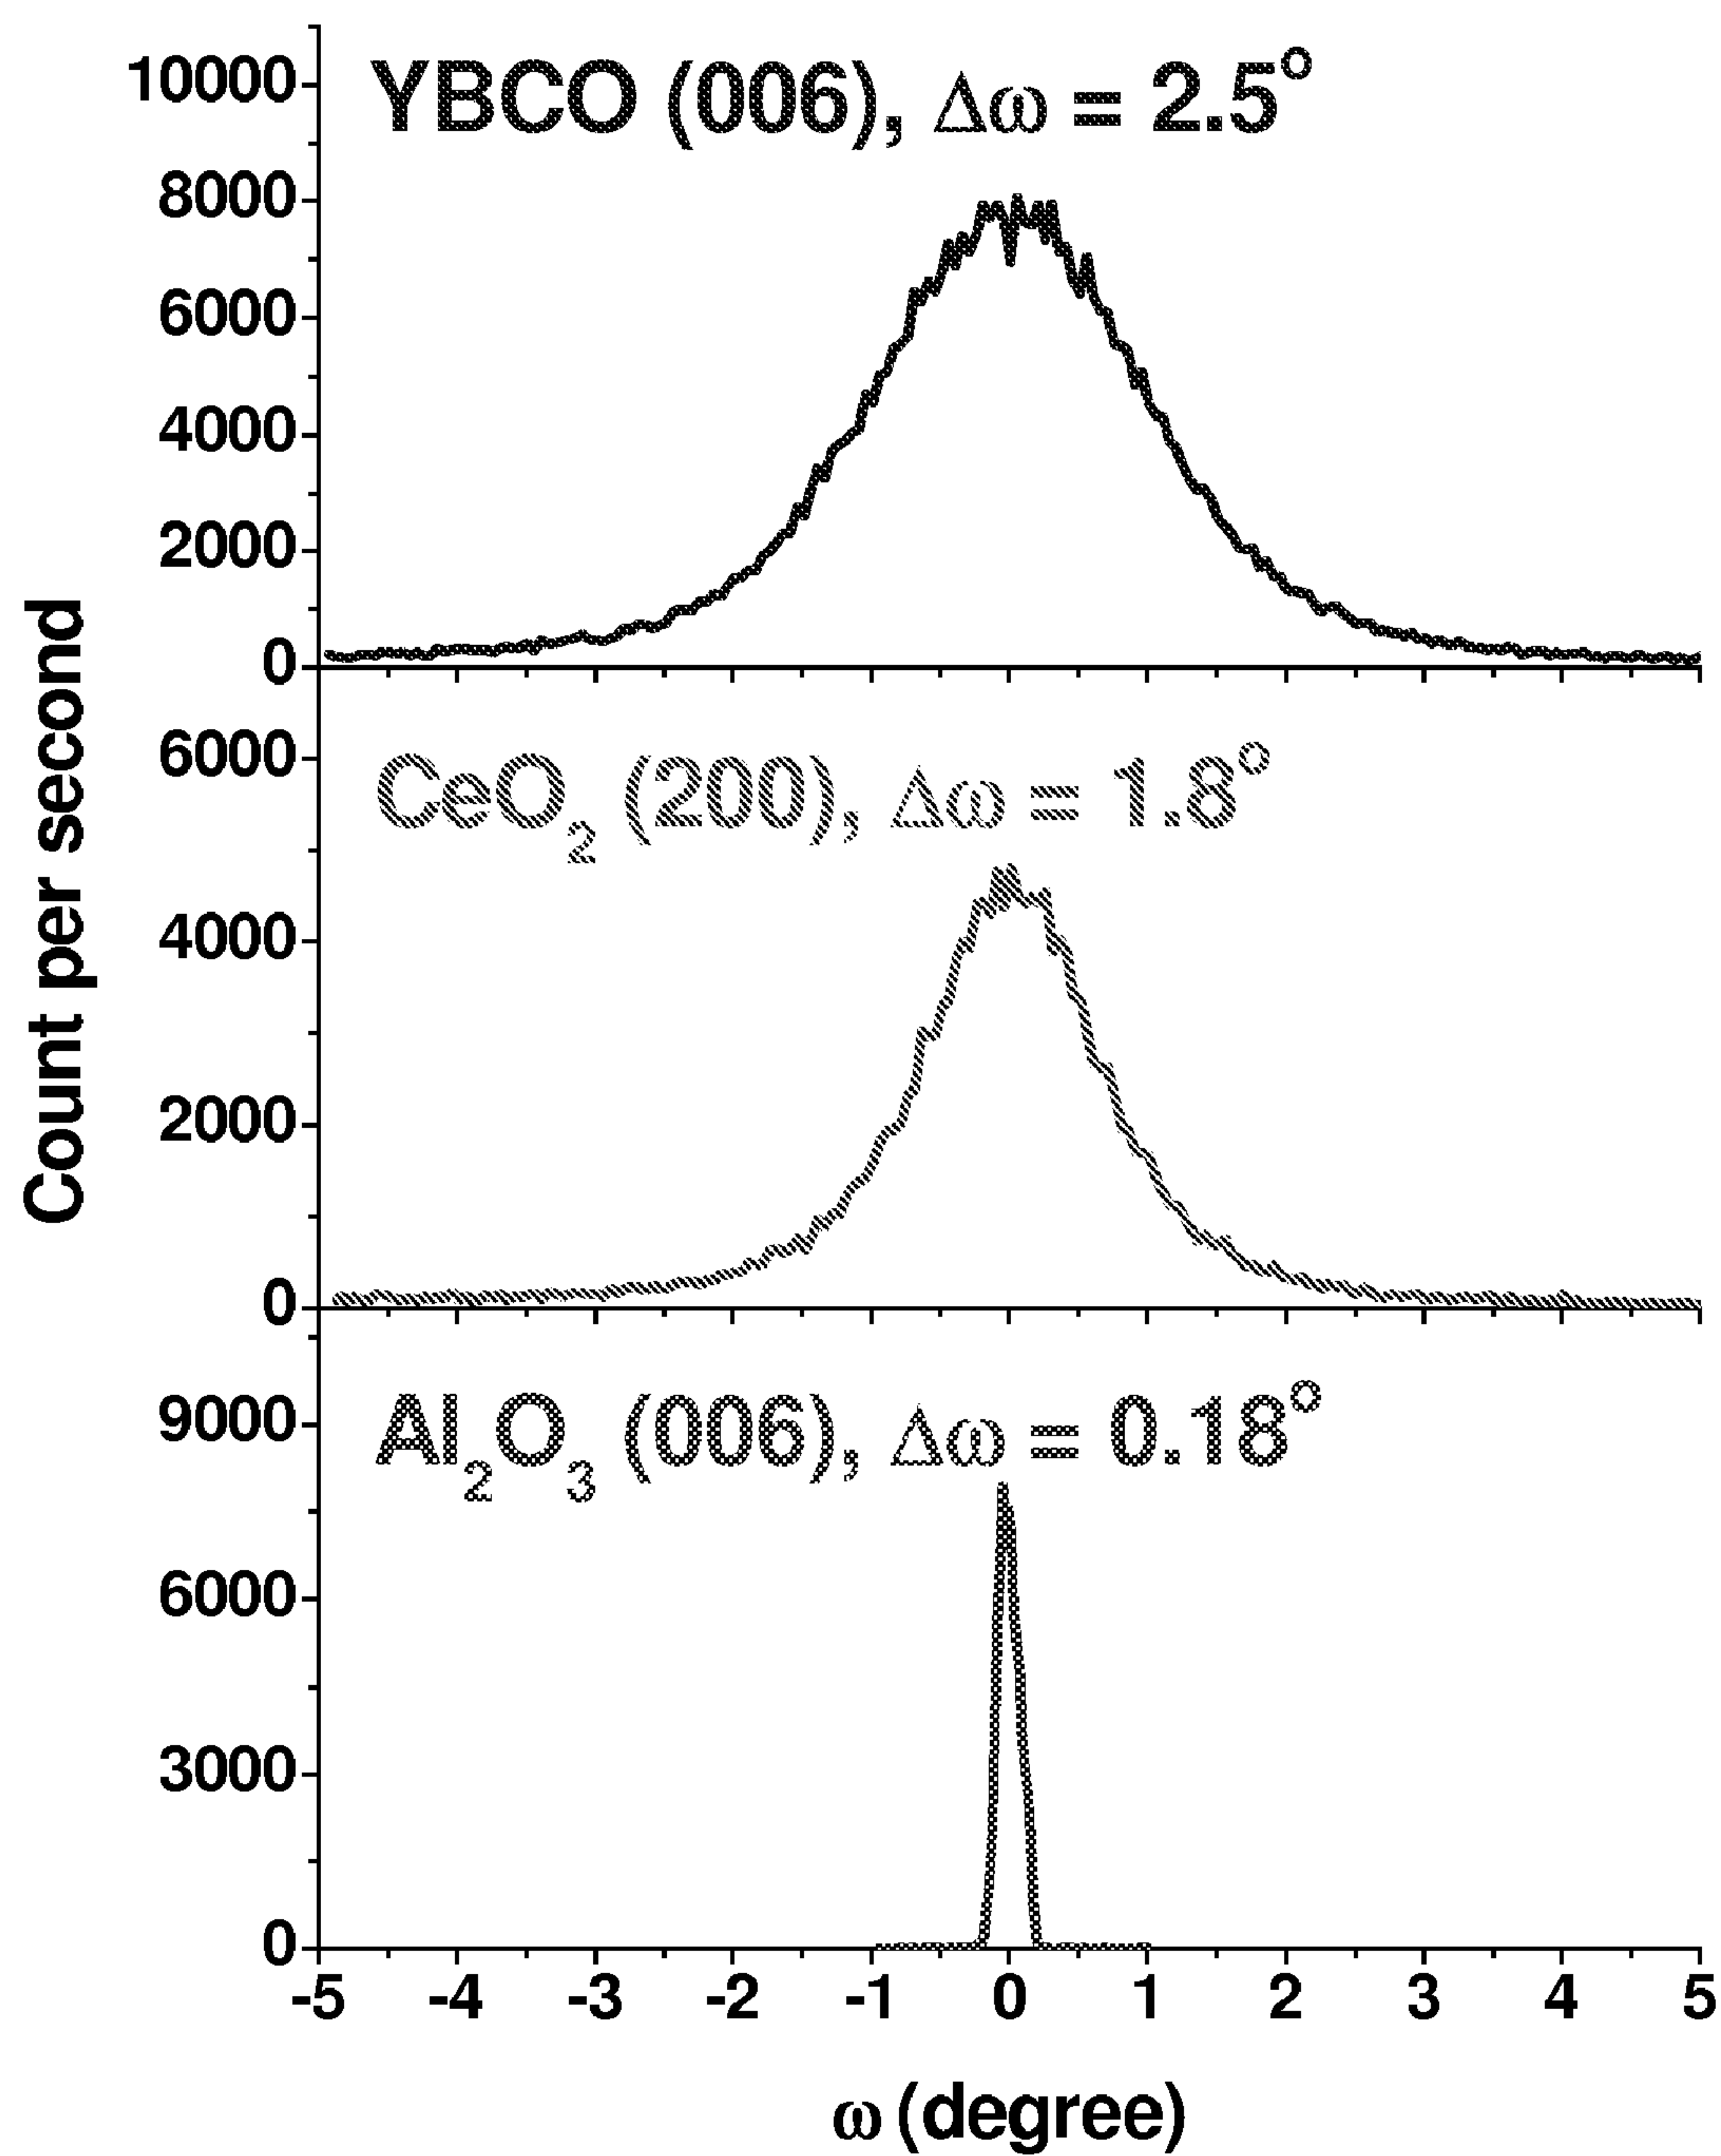 Count per second
YBCO (006), Δω = 2.5°
10000
8000
6000
4000
2000
0
CeO₂ (200), Δω = 1.8°
6000
4000
2000
0
Al₂O₃ (006), Δω = 0.18°
9000
6000
3000
0
-5 -4 -3 -2 -1 0 1 2 3 4 5
ω (degree)